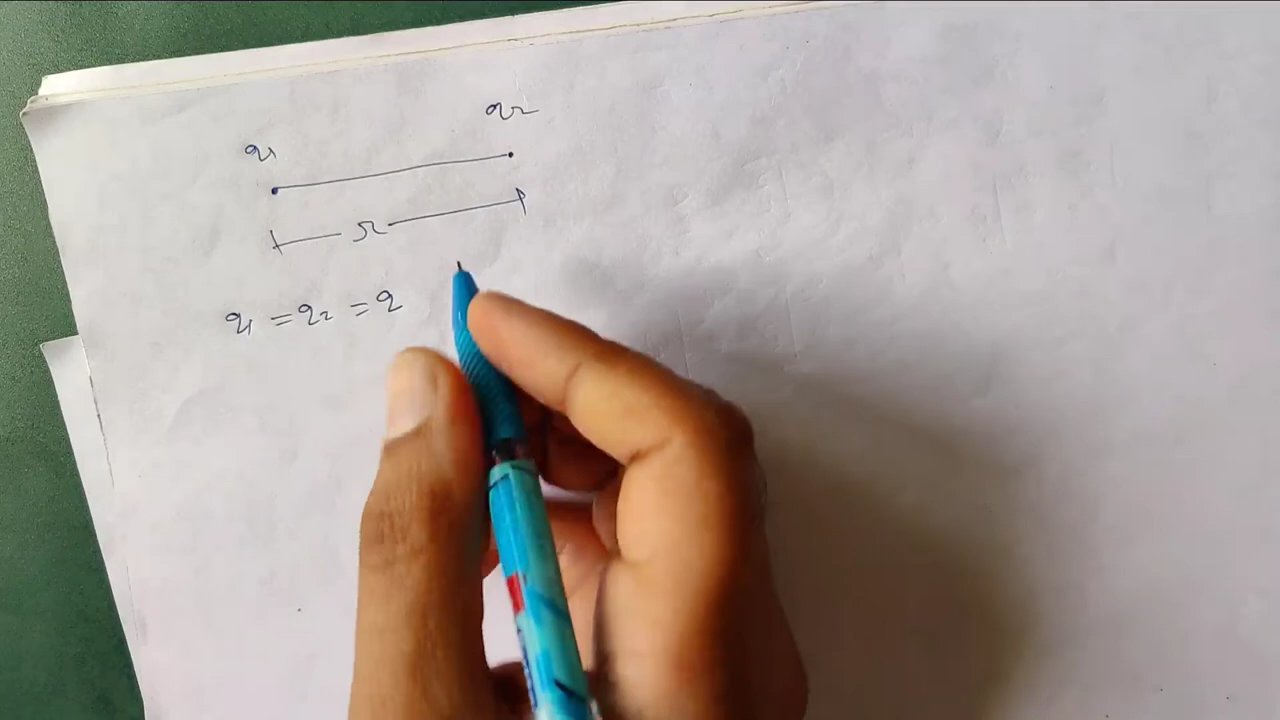 q2
q1
r
q1 = q2 = q